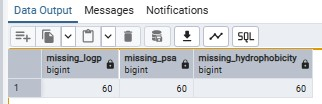 Data Output Messages Notifications
SQL
missing_logp missing_psa missing_hydrophobicity
bigint bigint bigint
1 60 60 60